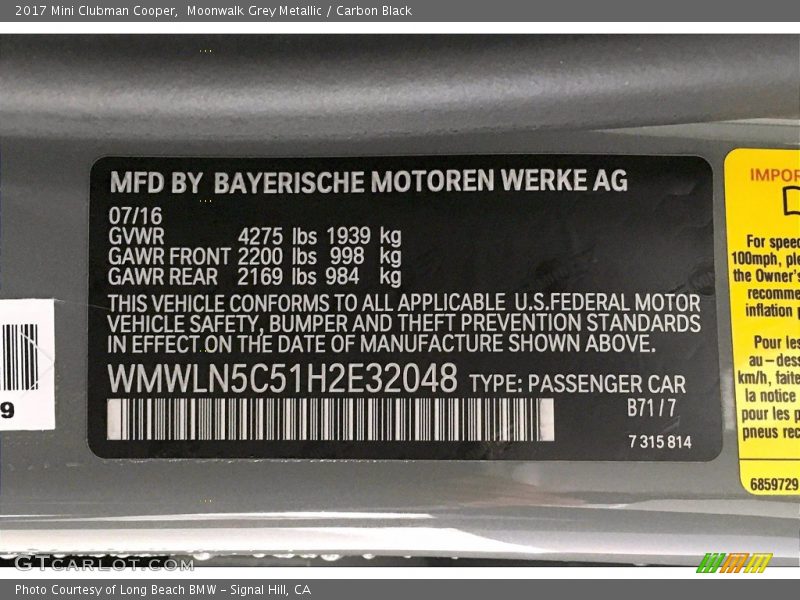 2017 Mini Clubman Cooper, Moonwalk Grey Metallic / Carbon Black
MFD BY BAYERISCHE MOTOREN WERKE AG
07/16
GVWR 4275 lbs 1939 kg
GAWR FRONT 2200 lbs 998 kg
GAWR REAR 2169 lbs 984 kg
THIS VEHICLE CONFORMS TO ALL APPLICABLE U.S.FEDERAL MOTOR
VEHICLE SAFETY, BUMPER AND THEFT PREVENTION STANDARDS
IN EFFECT ON THE DATE OF MANUFACTURE SHOWN ABOVE.
WMWLN5C51H2E32048 TYPE: PASSENGER CAR
B71/7
7 315 814
9
IMPOR
For speed
100mph, ple
the Owner's
recomme
inflation p
Pour les
au-dess
km/h, faite
la notice
pour les p
pneus rec
6859729
GTcarlot.com
Photo Courtesy of Long Beach BMW - Signal Hill, CA